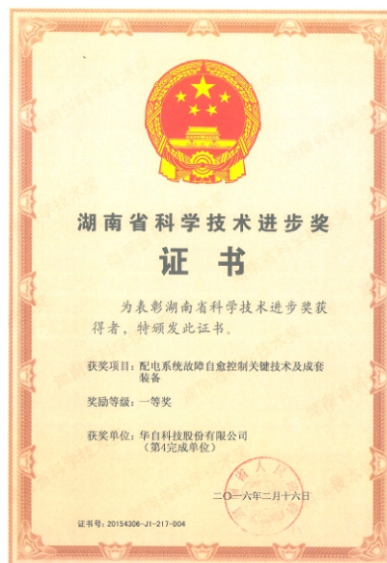 湖南省科学技术进步奖
证书
为表彰湖南省科学技术进步奖获
得者，特颁发此证书。
获奖项目：配电系统故障自愈控制关键技术及成套
装备
奖励等级：一等奖
获奖单位：华自科技股份有限公司
（第4完成单位）
二〇一六年二月十六日
证书号：20154306-J1-217-D04